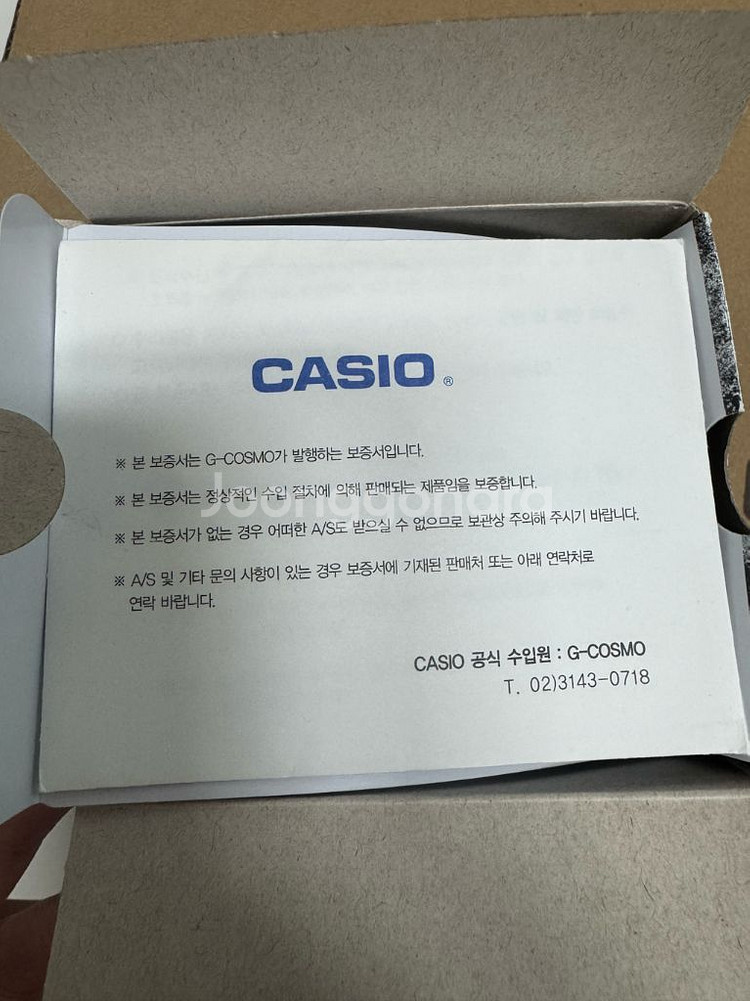 CASIO®
※ 본 보증서는 G-COSMO가 발행하는 보증서입니다.
※ 본 보증서는 정상적인 수입 절차에 의해 판매되는 제품임을 보증합니다.
Joonggonara
※ 본 보증서가 없는 경우 어떠한 A/S도 받으실 수 없으므로 보관상 주의해 주시기 바랍니다.
※ A/S 및 기타 문의 사항이 있는 경우 보증서에 기재된 판매처 또는 아래 연락처로
연락 바랍니다.
CASIO 공식 수입원 : G-COSMO
T. 02)3143-0718